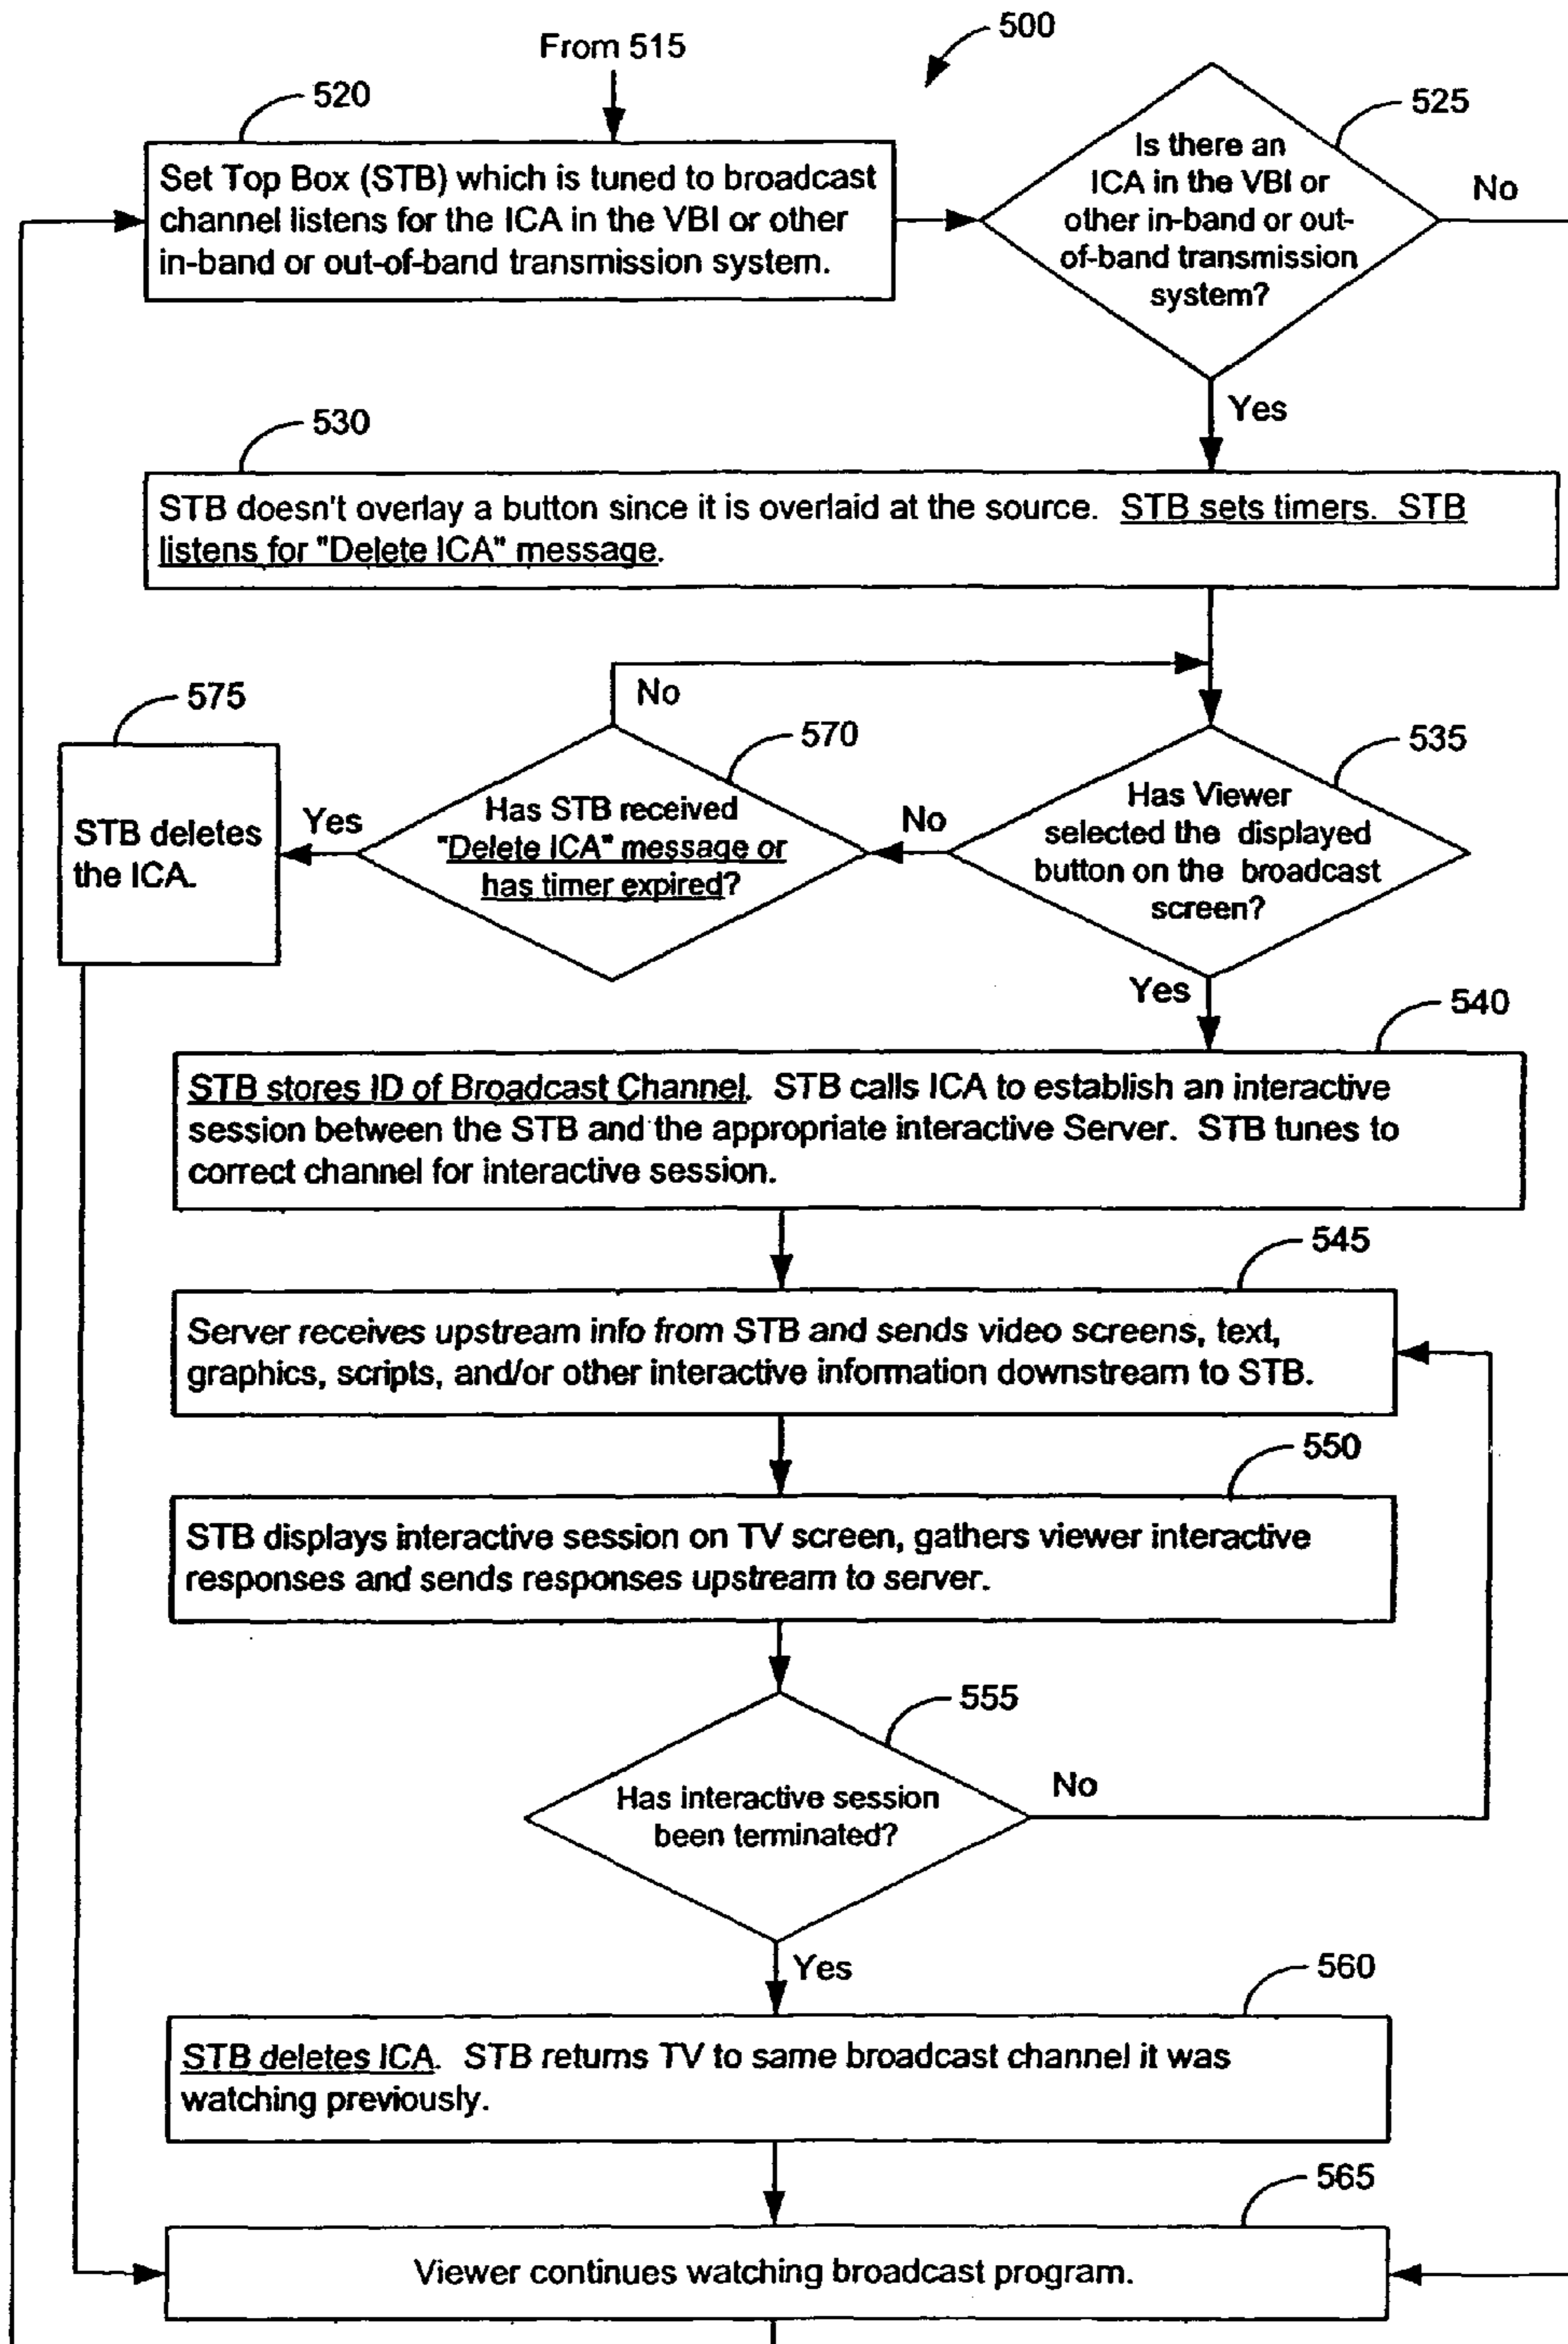 From 515
500
520
Set Top Box (STB) which is tuned to broadcast
channel listens for the ICA in the VBI or other
in-band or out-of-band transmission system.
525
Is there an
ICA in the VBI or
other in-band or out-
of-band transmission
system?
No
Yes
530
STB doesn't overlay a button since it is overlaid at the source. STB sets timers. STB
listens for "Delete ICA" message.
575
STB deletes
the ICA.
Yes
No
570
Has STB received
"Delete ICA" message or
has timer expired?
No
535
Has Viewer
selected the displayed
button on the broadcast
screen?
Yes
540
STB stores ID of Broadcast Channel. STB calls ICA to establish an interactive
session between the STB and the appropriate interactive Server. STB tunes to
correct channel for interactive session.
545
Server receives upstream info from STB and sends video screens, text,
graphics, scripts, and/or other interactive information downstream to STB.
550
STB displays interactive session on TV screen, gathers viewer interactive
responses and sends responses upstream to server.
555
Has interactive session
been terminated?
No
Yes
560
STB deletes ICA. STB returns TV to same broadcast channel it was
watching previously.
565
Viewer continues watching broadcast program.